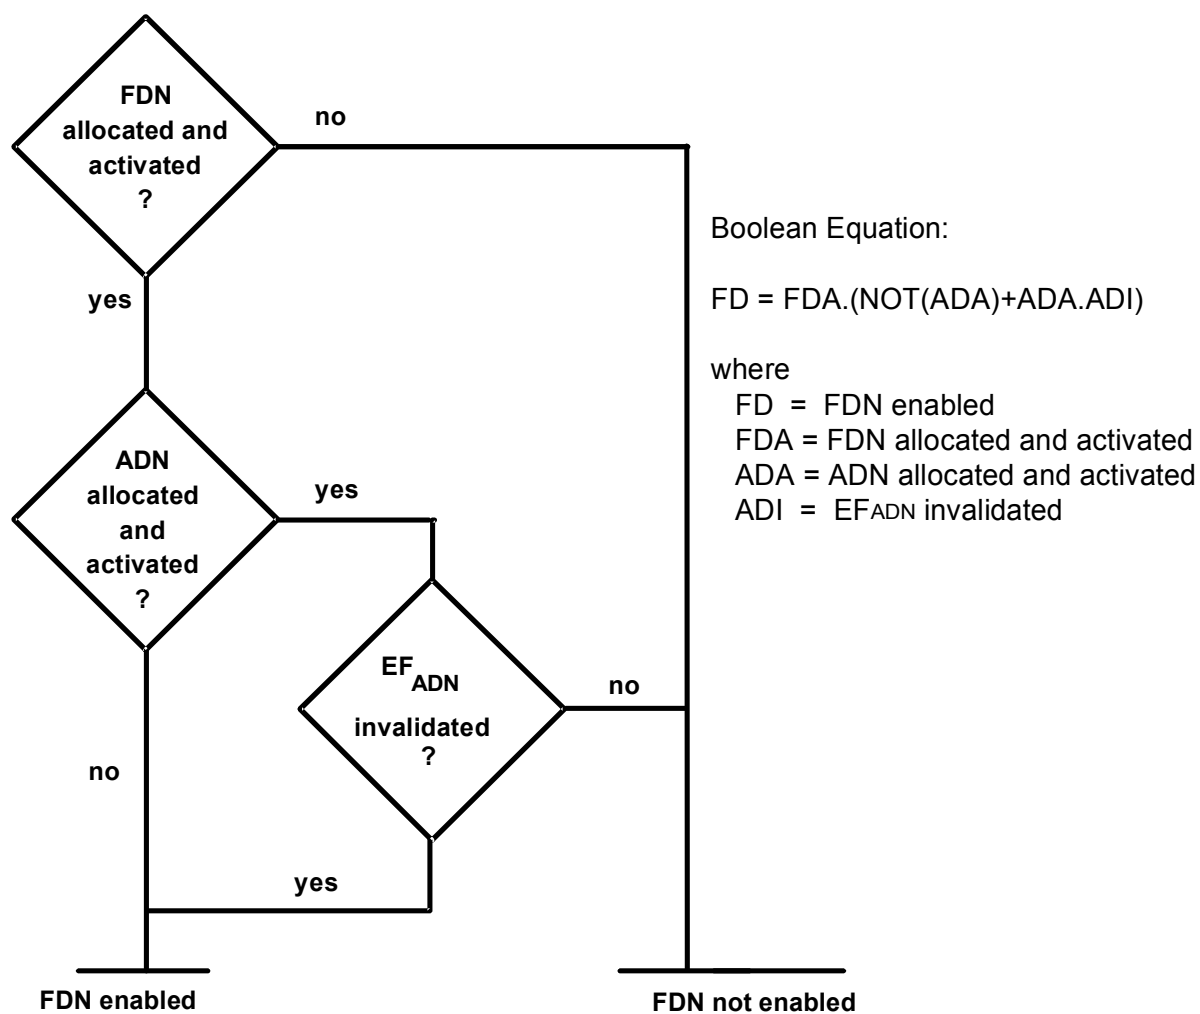 FDN
allocated and
activated
?
no
yes
Boolean Equation:
FD = FDA.(NOT(ADA)+ADA.ADI)
where
FD = FDN enabled
FDA = FDN allocated and activated
ADA = ADN allocated and activated
ADI = EFADN invalidated
ADN
allocated
and
activated
?
yes
EFADN
invalidated
?
no
no
yes
FDN enabled
FDN not enabled